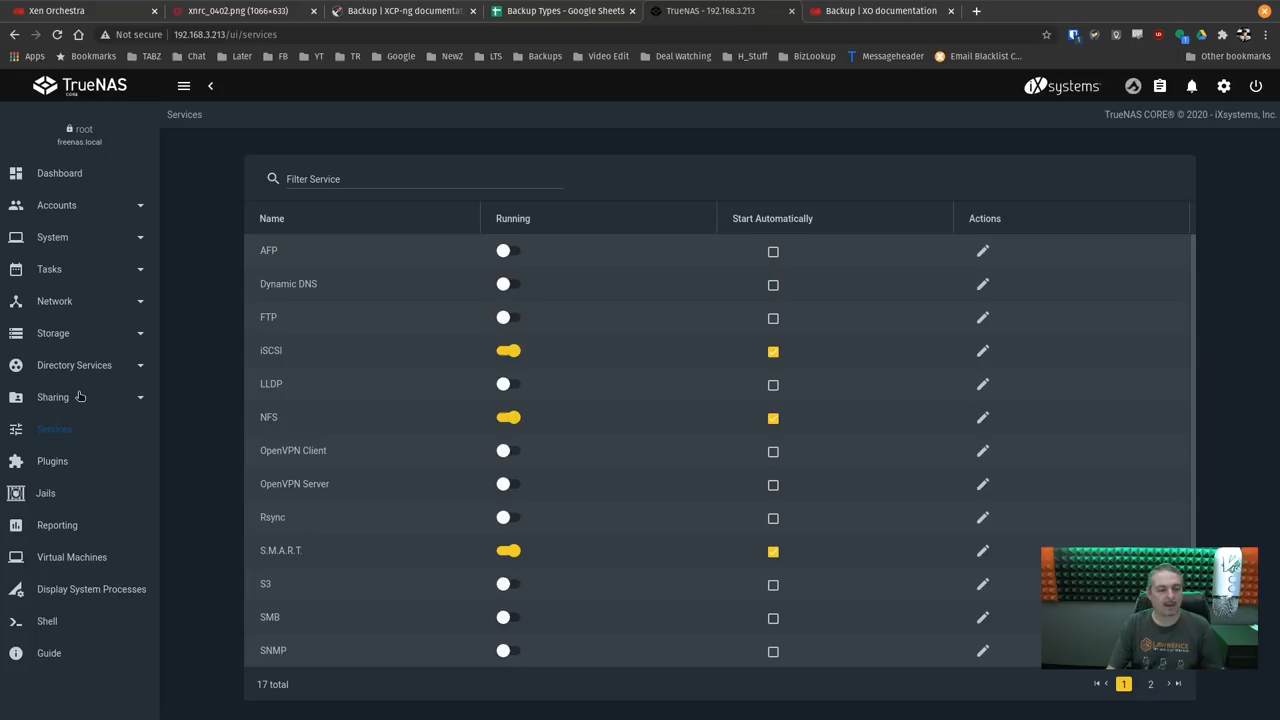 Xen Orchestra
xnrc_0402.png (1066×633)
Backup | XCP-ng documenta
Backup Types - Google Sheets
TrueNAS - 192.168.3.213
Backup | XO documentation
Not secure
192.168.3.213/ui/services
Apps
Bookmarks
TABZ
Chat
Later
FB
YT
TR
Google
NewZ
LTS
Backups
Video Edit
Deal Watching
H_Stuff
BizLookup
Messageheader
Email Blacklist C...
Other bookmarks
TrueNAS
CORE
iXsystems
root
freenas.local
Services
TrueNAS CORE® © 2020 - iXsystems, Inc.
Dashboard
Accounts
System
Tasks
Network
Storage
Directory Services
Sharing
Services
Plugins
Jails
Reporting
Virtual Machines
Display System Processes
Shell
Guide
Filter Service
Name
Running
Start Automatically
Actions
AFP
Dynamic DNS
FTP
iSCSI
LLDP
NFS
OpenVPN Client
OpenVPN Server
Rsync
S.M.A.R.T.
S3
SMB
SNMP
17 total
1
2
LAWRENCE